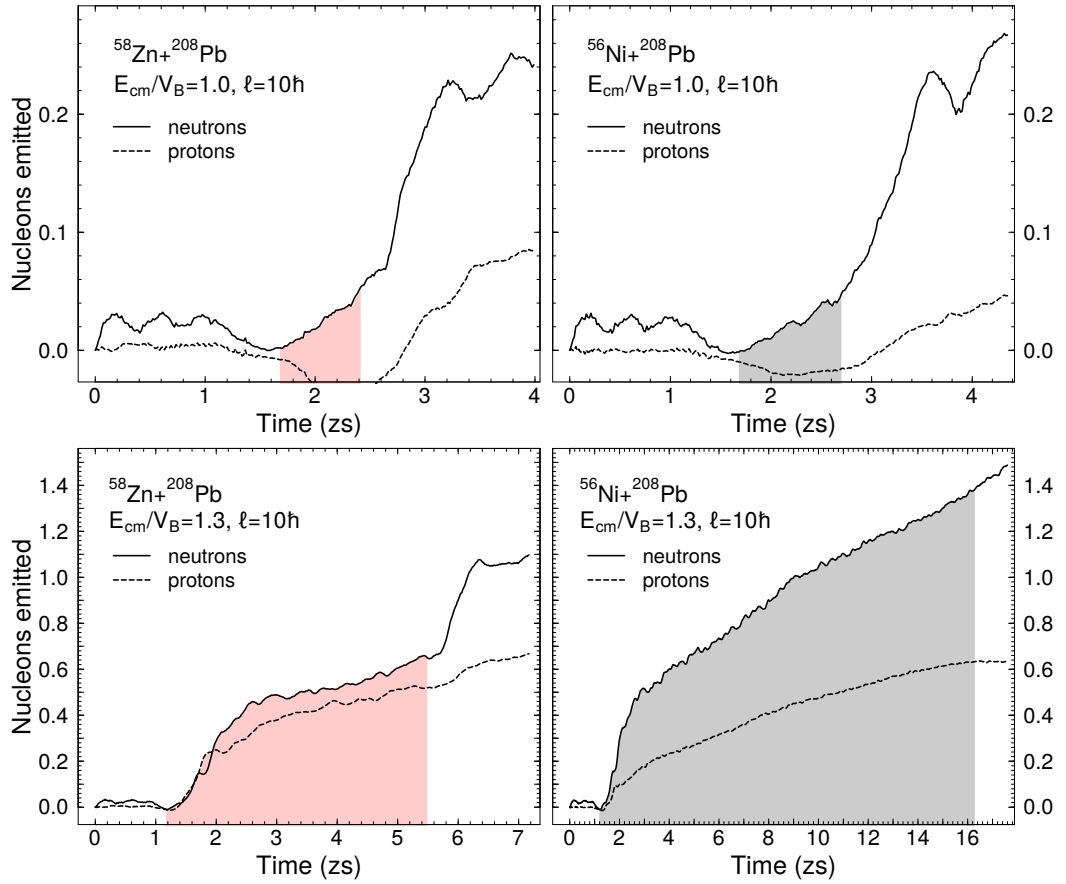 ⁵⁸Zn+²⁰⁸Pb
E_cm/V_B=1.0, ℓ=10ħ
neutrons
protons
0.2
0.1
0.0
Nucleons emitted
0 1 2 3 4
Time (zs)
⁵⁶Ni+²⁰⁸Pb
E_cm/V_B=1.0, ℓ=10ħ
neutrons
protons
0.2
0.1
0.0
0 1 2 3 4
Time (zs)
⁵⁸Zn+²⁰⁸Pb
E_cm/V_B=1.3, ℓ=10ħ
neutrons
protons
1.4
1.2
1.0
0.8
0.6
0.4
0.2
0.0
Nucleons emitted
0 1 2 3 4 5 6 7
Time (zs)
⁵⁶Ni+²⁰⁸Pb
E_cm/V_B=1.3, ℓ=10ħ
neutrons
protons
1.4
1.2
1.0
0.8
0.6
0.4
0.2
0.0
0 2 4 6 8 10 12 14 16
Time (zs)